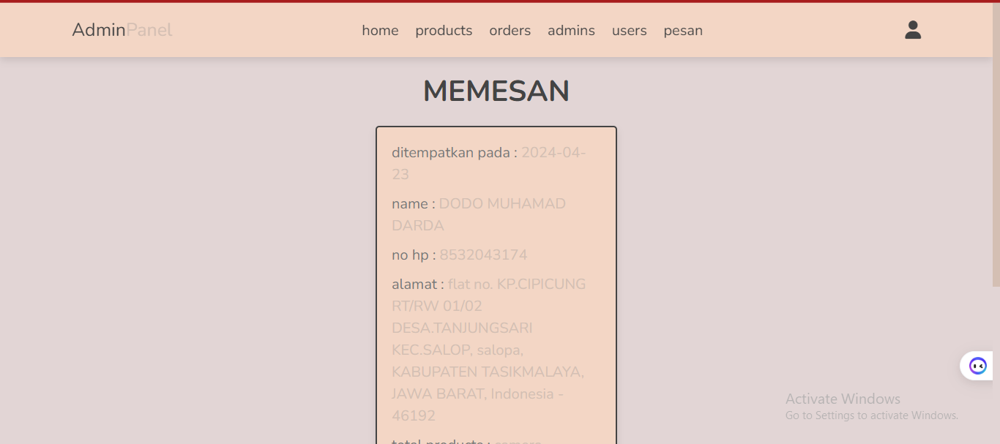 AdminPanel
home products orders admins users pesan
MEMESAN
ditempatkan pada : 2024-04-
23
name : DODO MUHAMAD
DARDA
no hp : 8532043174
alamat : flat no. KP.CIPICUNG
RT/RW 01/02
DESA.TANJUNGSARI
KEC.SALOP, salopa,
KABUPATEN TASIKMALAYA,
JAWA BARAT, Indonesia -
46192
total products :
Activate Windows
Go to Settings to activate Windows.